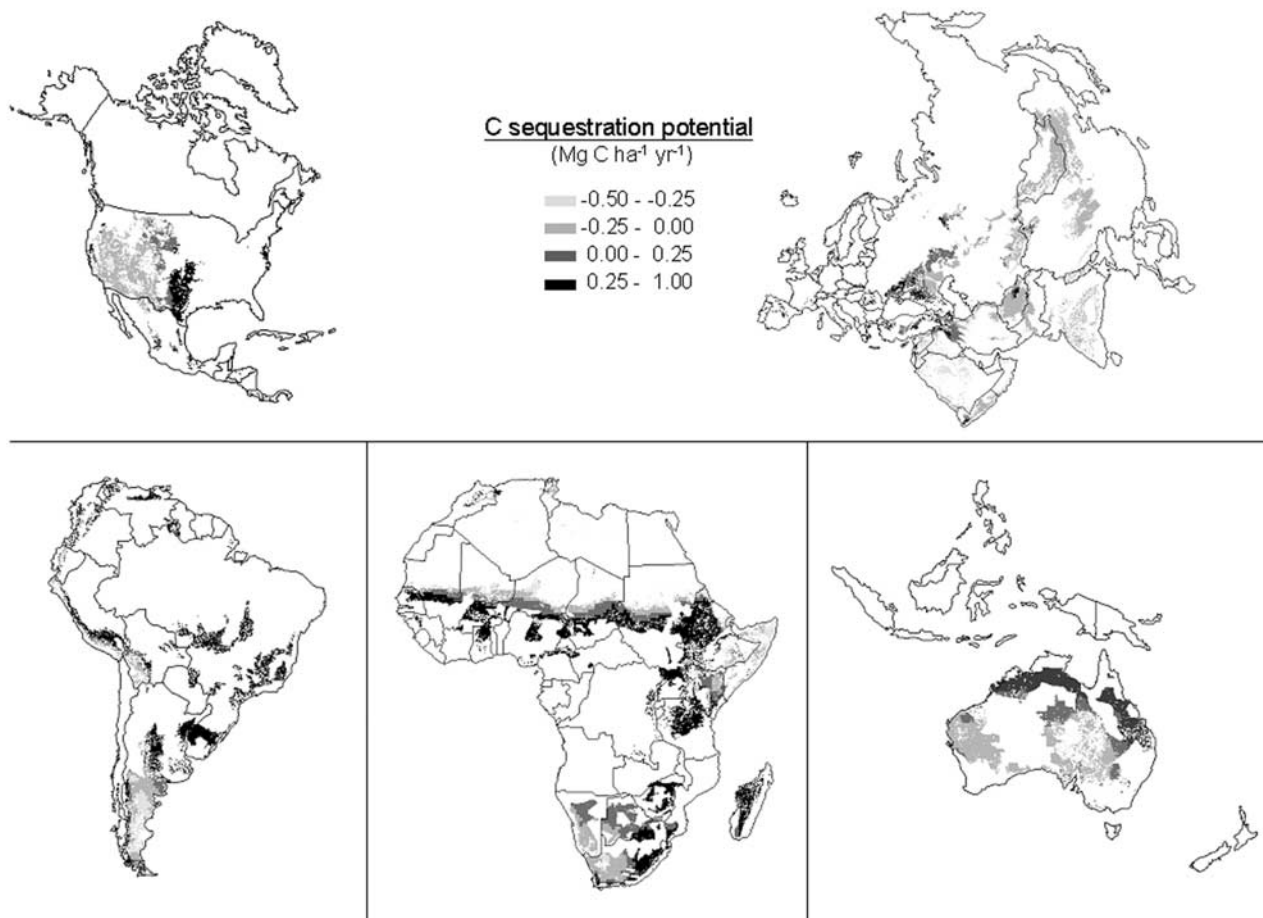 C sequestration potential
(Mg C ha⁻¹ yr⁻¹)
-0.50 - -0.25
-0.25 - 0.00
0.00 - 0.25
0.25 - 1.00